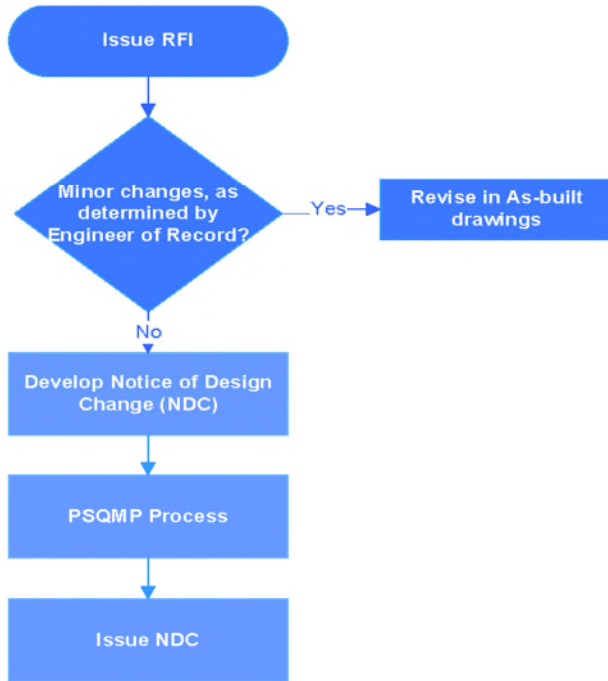 Issue RFI
Minor changes, as
determined by
Engineer of Record?
Yes
Revise in As-built
drawings
No
Develop Notice of Design
Change (NDC)
PSQMP Process
Issue NDC